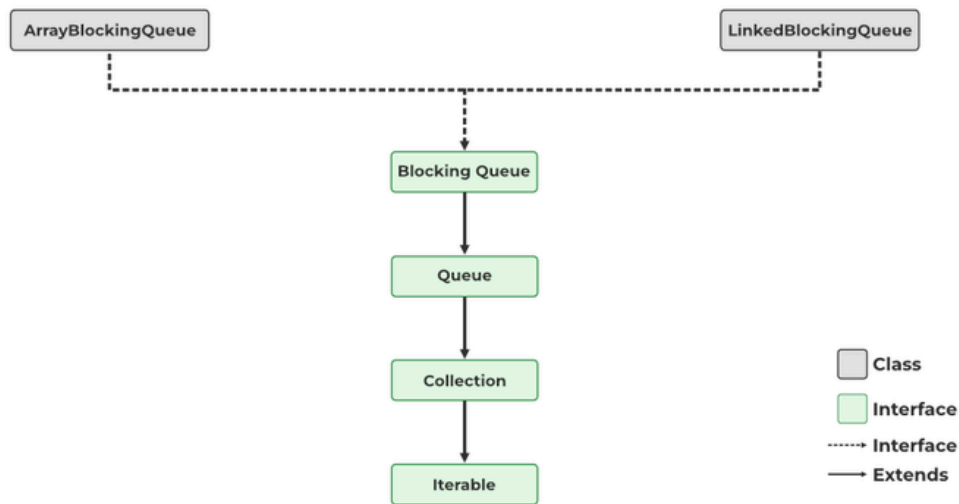 ArrayBlockingQueue
LinkedBlockingQueue
Blocking Queue
Queue
Collection
Iterable
Class
Interface
Interface
Extends